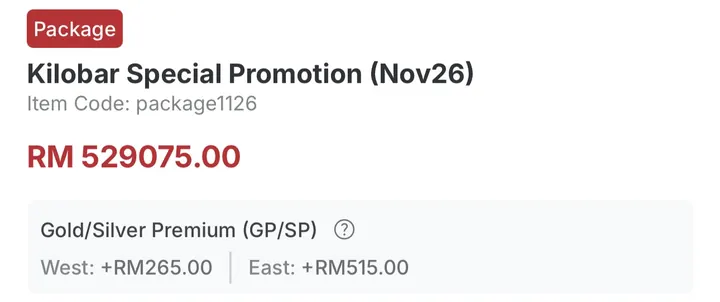 Package
Kilobar Special Promotion (Nov26)
Item Code: package1126
RM 529075.00
Gold/Silver Premium (GP/SP) ?
West: +RM265.00 East: +RM515.00